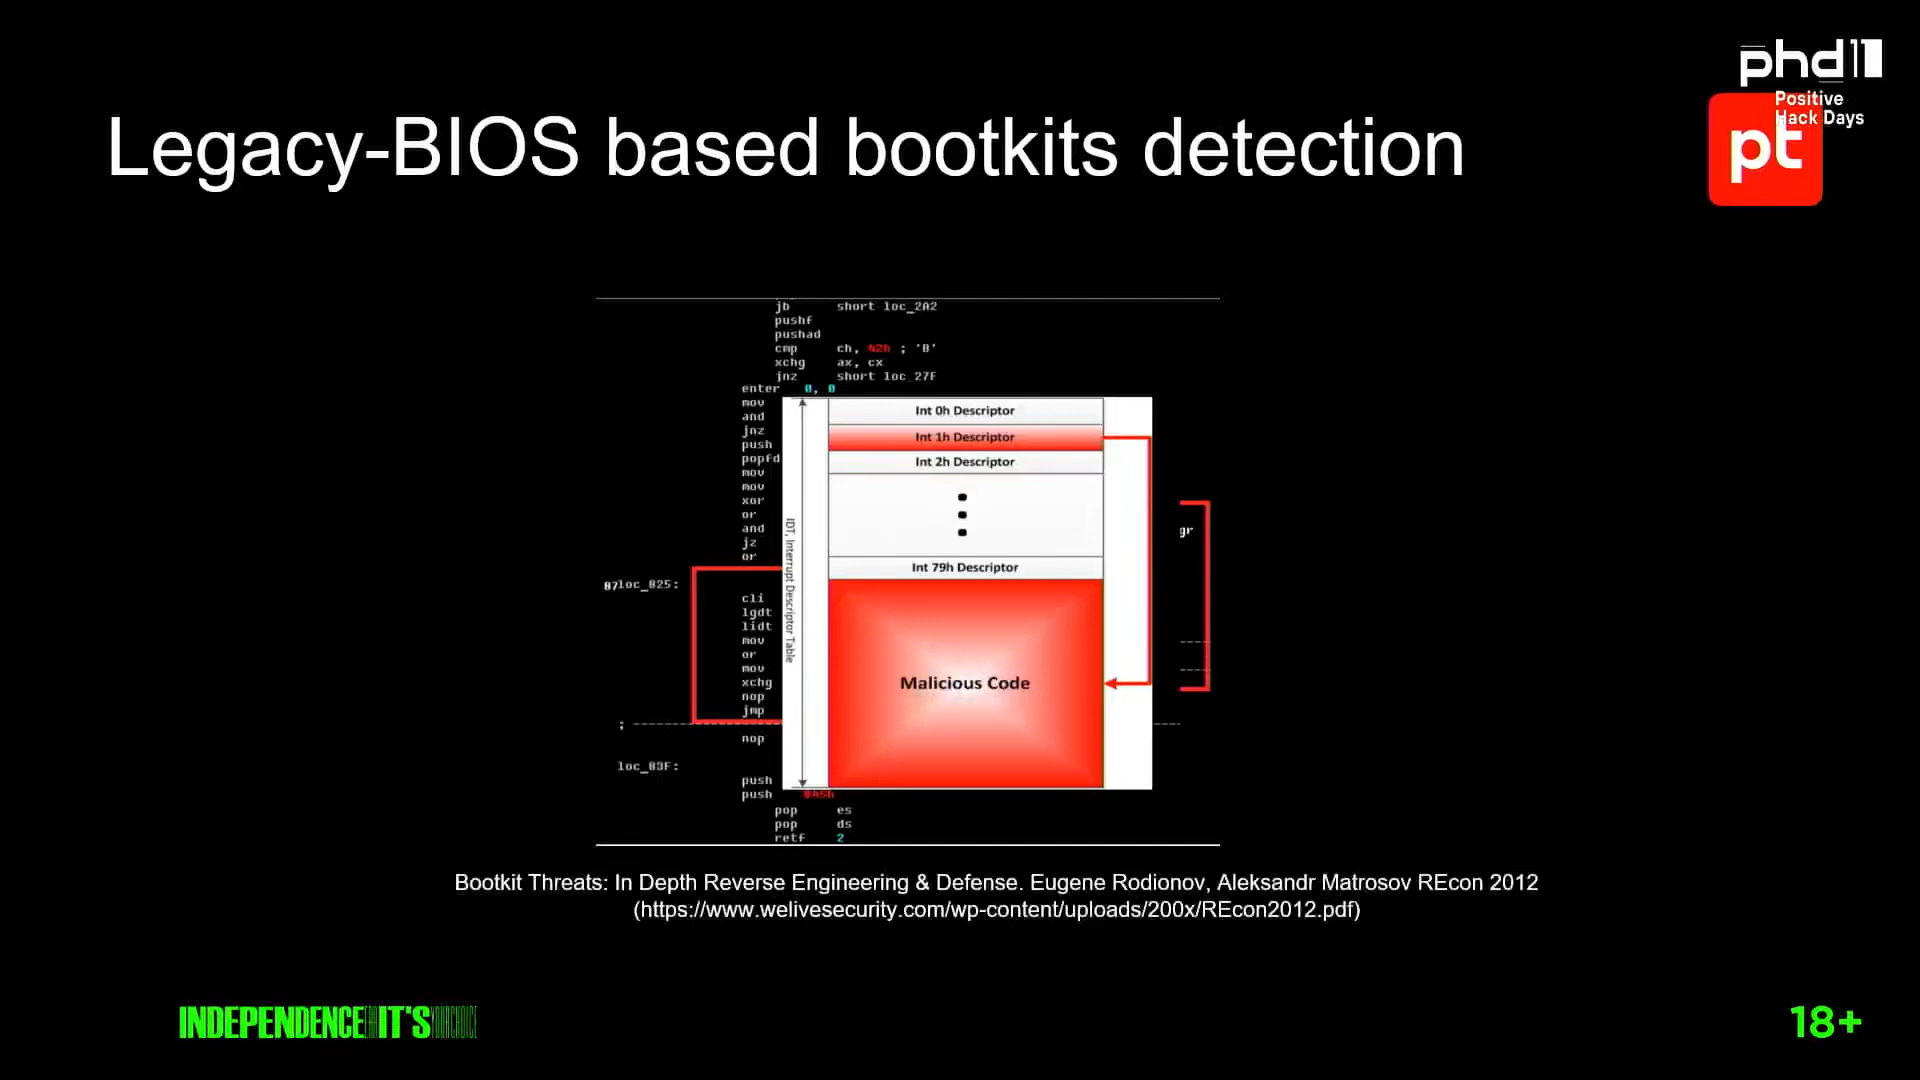 phd11
Positive
Hack Days
pt
Legacy-BIOS based bootkits detection
jb short loc_2A2
pushf
pushad
cmp ch, 42h ; 'B'
xchg ax, cx
jnz short loc_27F
enter 0, 0
mov
and
jnz
push
popfd
mov
mov
xor
or
and
jz
or
loc_825:
cli
lgdt
lidt
mov
or
mov
xchg
nop
jmp
; 
nop
loc_83F:
push
push
pop es
pop ds
retf 2
gr
IDT, Interrupt Descriptor Table
Int 0h Descriptor
Int 1h Descriptor
Int 2h Descriptor
Int 79h Descriptor
Malicious Code
Bootkit Threats: In Depth Reverse Engineering & Defense. Eugene Rodionov, Aleksandr Matrosov REcon 2012
(https://www.welivesecurity.com/wp-content/uploads/200x/REcon2012.pdf)
INDEPENDENCE IT'S
18+